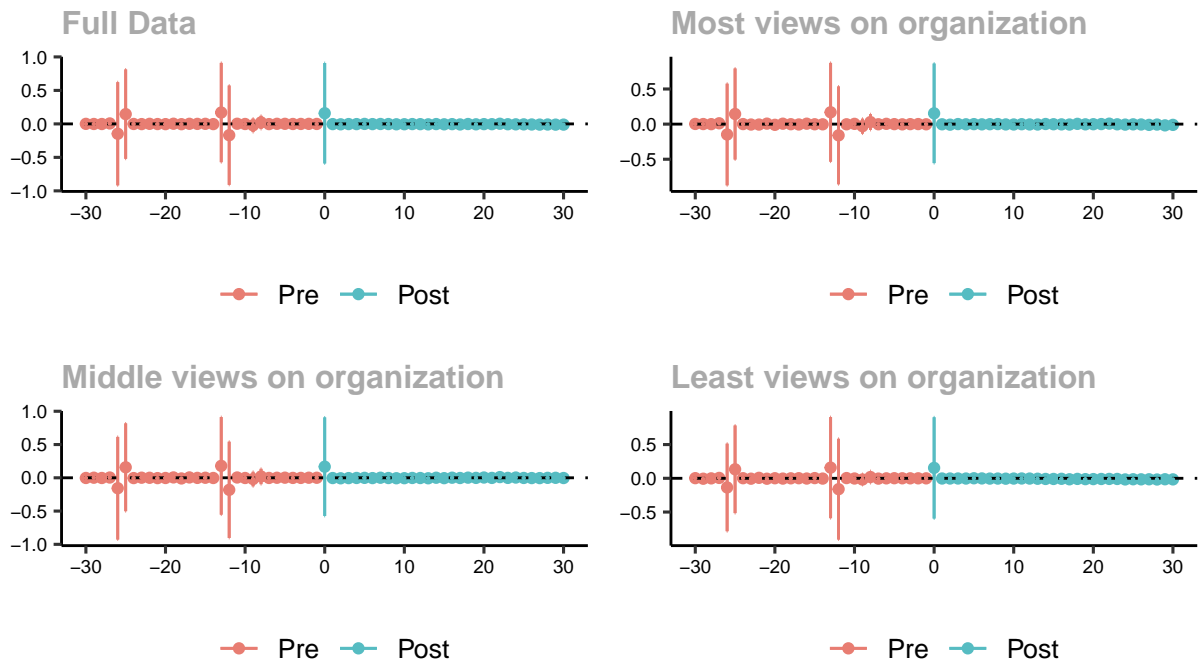 Full Data
1.0
0.5
0.0
−0.5
−1.0
−30 −20 −10 0 10 20 30
Pre Post
Most views on organization
0.5
0.0
−0.5
−30 −20 −10 0 10 20 30
Pre Post
Middle views on organization
1.0
0.5
0.0
−0.5
−1.0
−30 −20 −10 0 10 20 30
Pre Post
Least views on organization
0.5
0.0
−0.5
−30 −20 −10 0 10 20 30
Pre Post